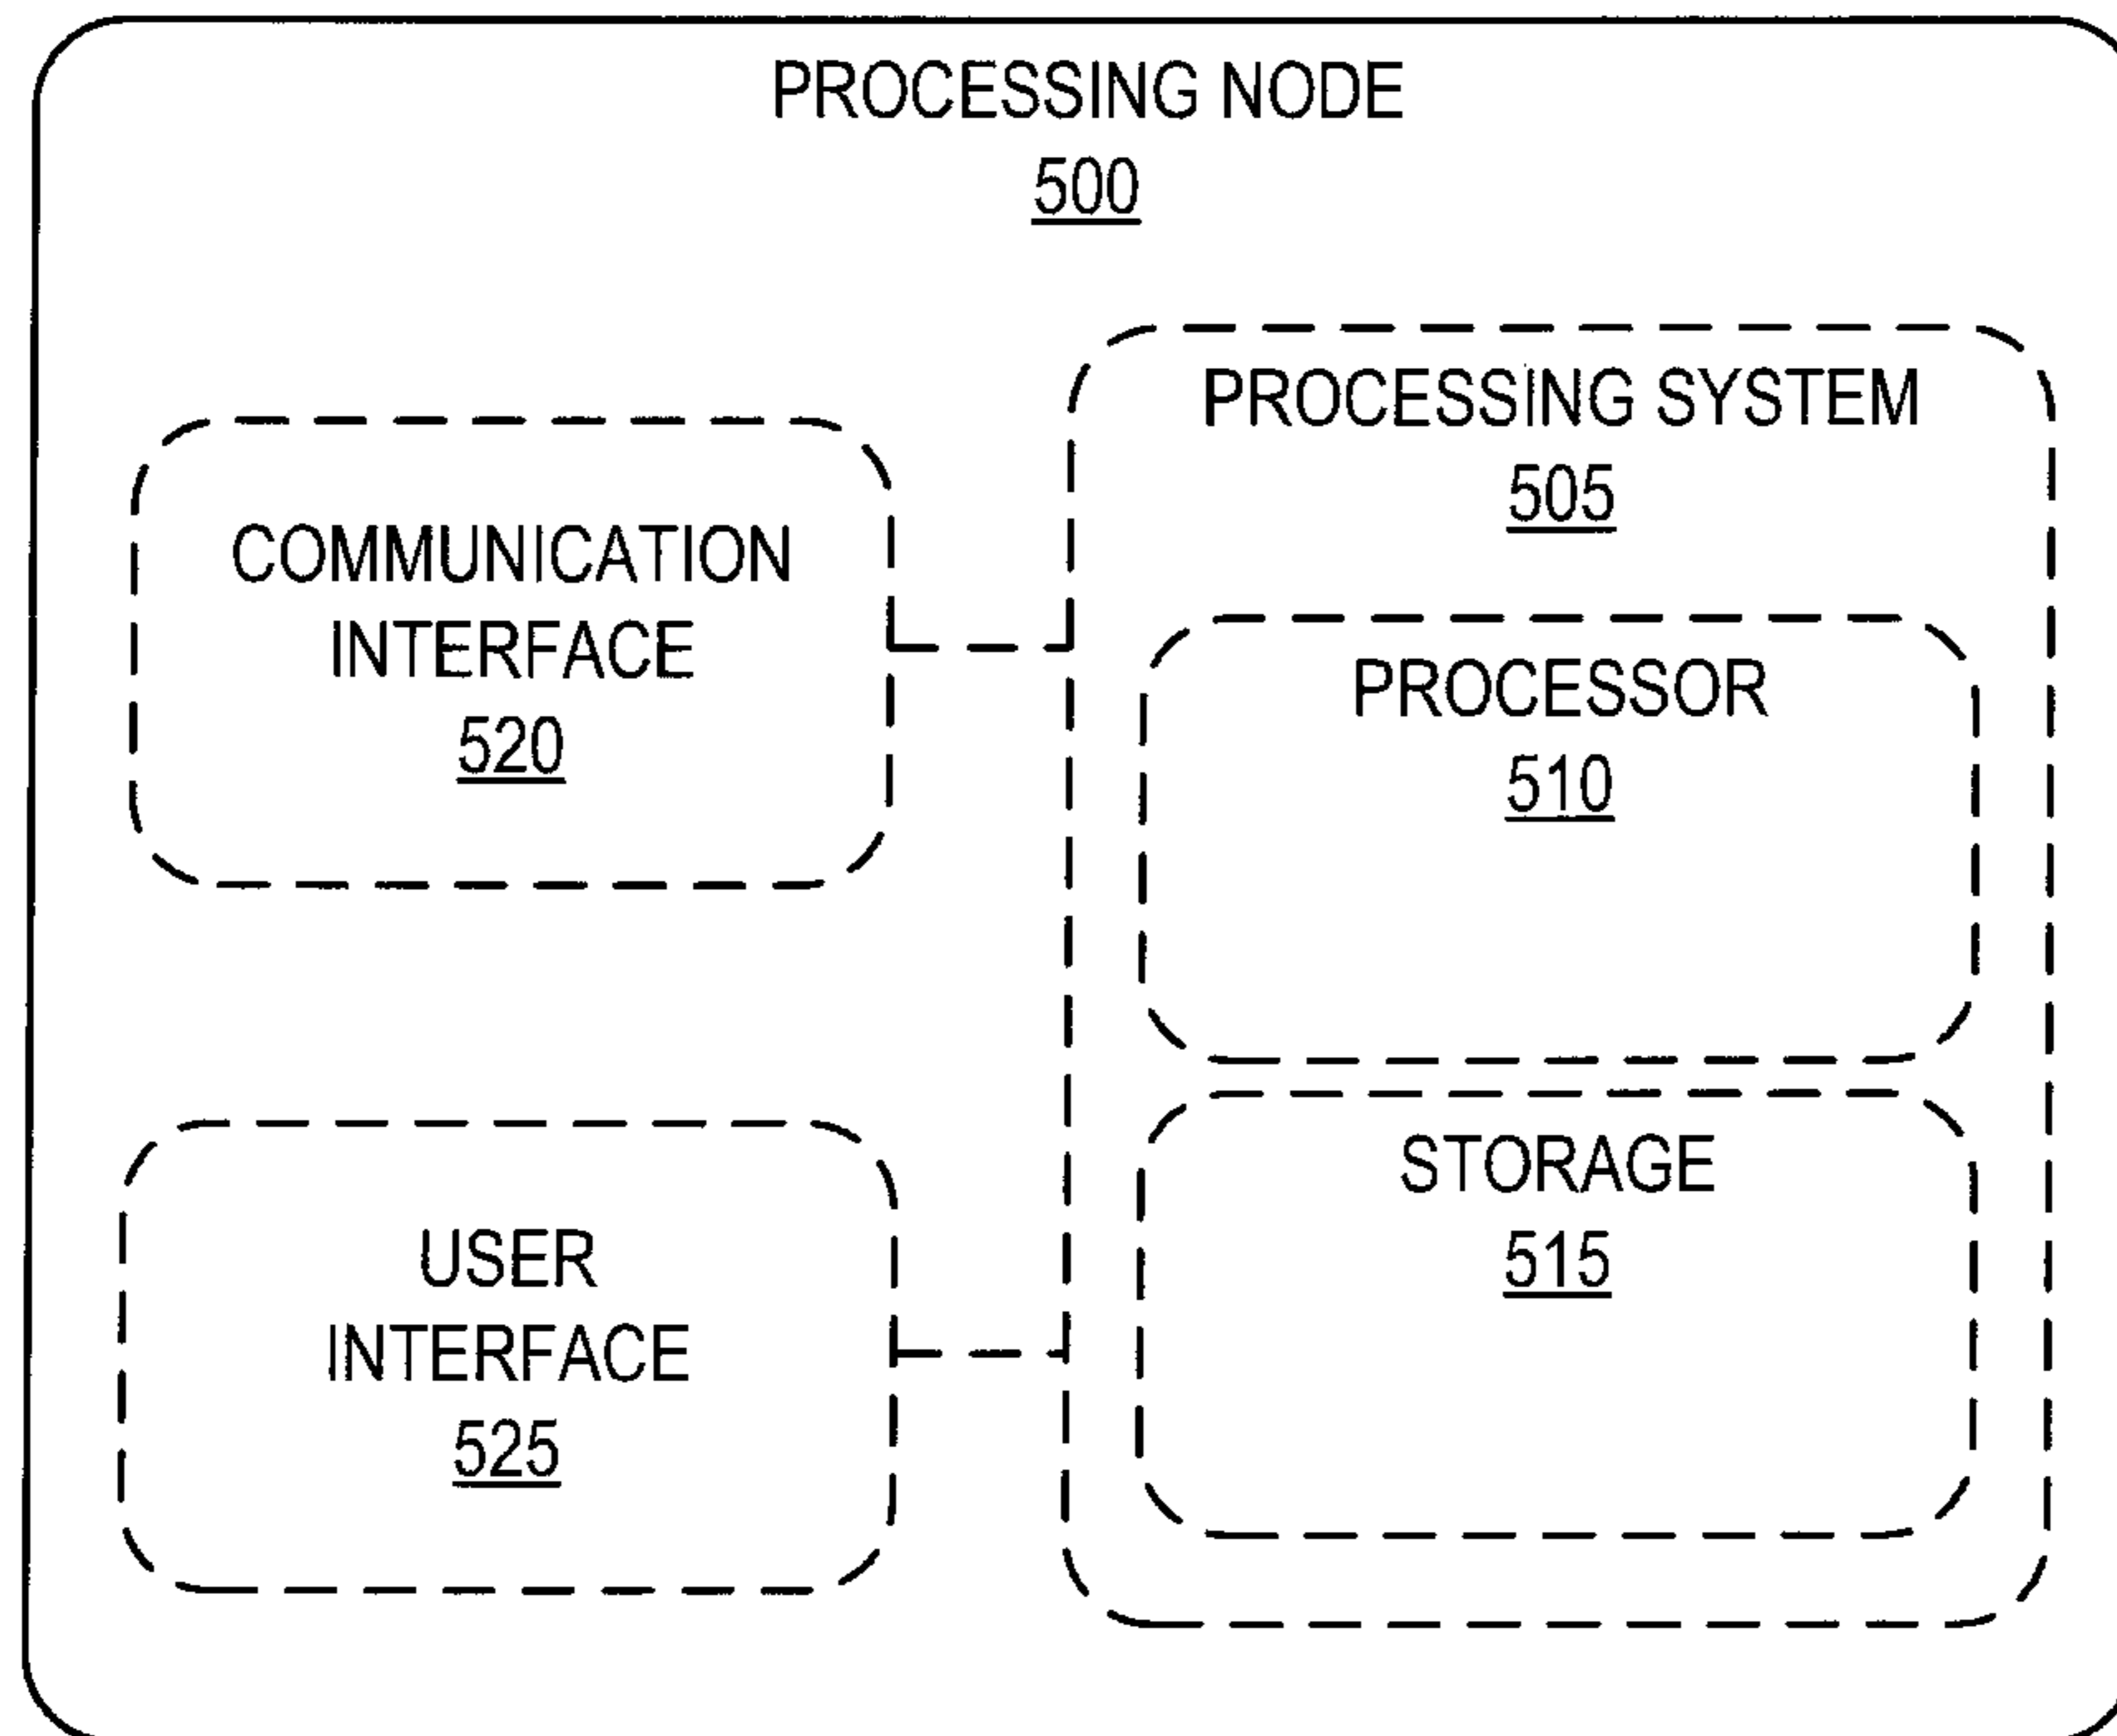 PROCESSING NODE
500
PROCESSING SYSTEM
505
COMMUNICATION
INTERFACE
520
PROCESSOR
510
USER
INTERFACE
525
STORAGE
515